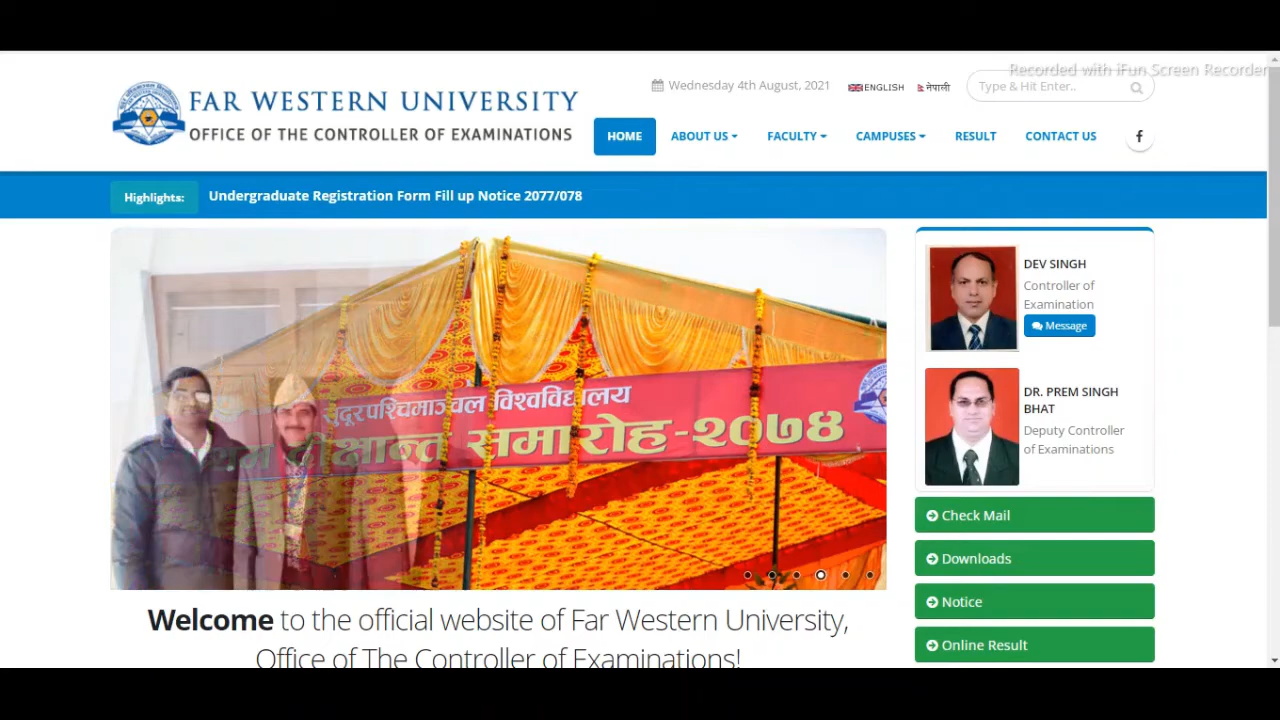 Recorded with iFun Screen Recorder
Wednesday 4th August, 2021
ENGLISH
नेपाली
Type & Hit Enter..
FAR WESTERN UNIVERSITY
OFFICE OF THE CONTROLLER OF EXAMINATIONS
HOME
ABOUT US
FACULTY
CAMPUSES
RESULT
CONTACT US
Highlights:
Undergraduate Registration Form Fill up Notice 2077/078
सुदूरपश्चिमाञ्चल विश्वविद्यालय
समारोह-२०७४
DEV SINGH
Controller of
Examination
Message
DR. PREM SINGH
BHAT
Deputy Controller
of Examinations
Check Mail
Downloads
Notice
Online Result
Welcome to the official website of Far Western University,
Office of The Controller of Examinations!